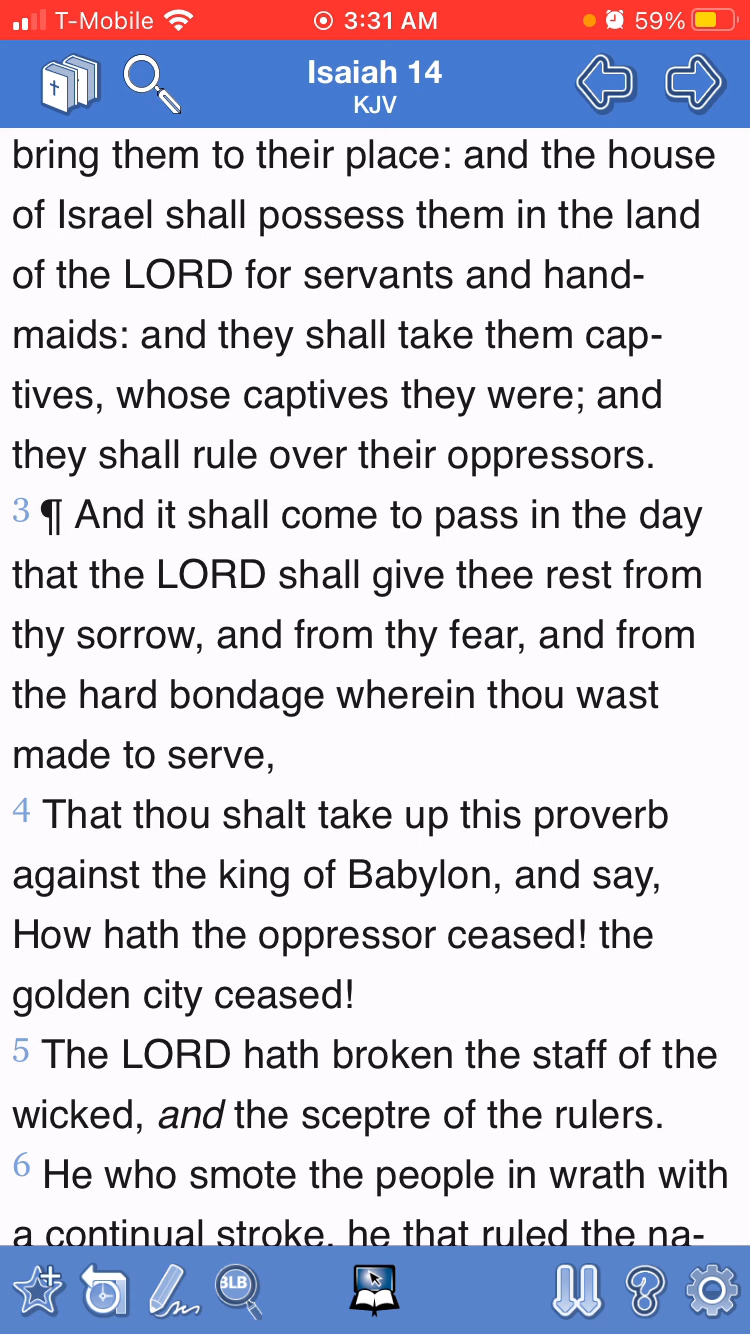 T-Mobile 3:31 AM 59%
Isaiah 14
KJV
bring them to their place: and the house
of Israel shall possess them in the land
of the LORD for servants and hand-
maids: and they shall take them cap-
tives, whose captives they were; and
they shall rule over their oppressors.
3 ¶ And it shall come to pass in the day
that the LORD shall give thee rest from
thy sorrow, and from thy fear, and from
the hard bondage wherein thou wast
made to serve,
4 That thou shalt take up this proverb
against the king of Babylon, and say,
How hath the oppressor ceased! the
golden city ceased!
5 The LORD hath broken the staff of the
wicked, and the sceptre of the rulers.
6 He who smote the people in wrath with
a continual stroke, he that ruled the na-
BLB